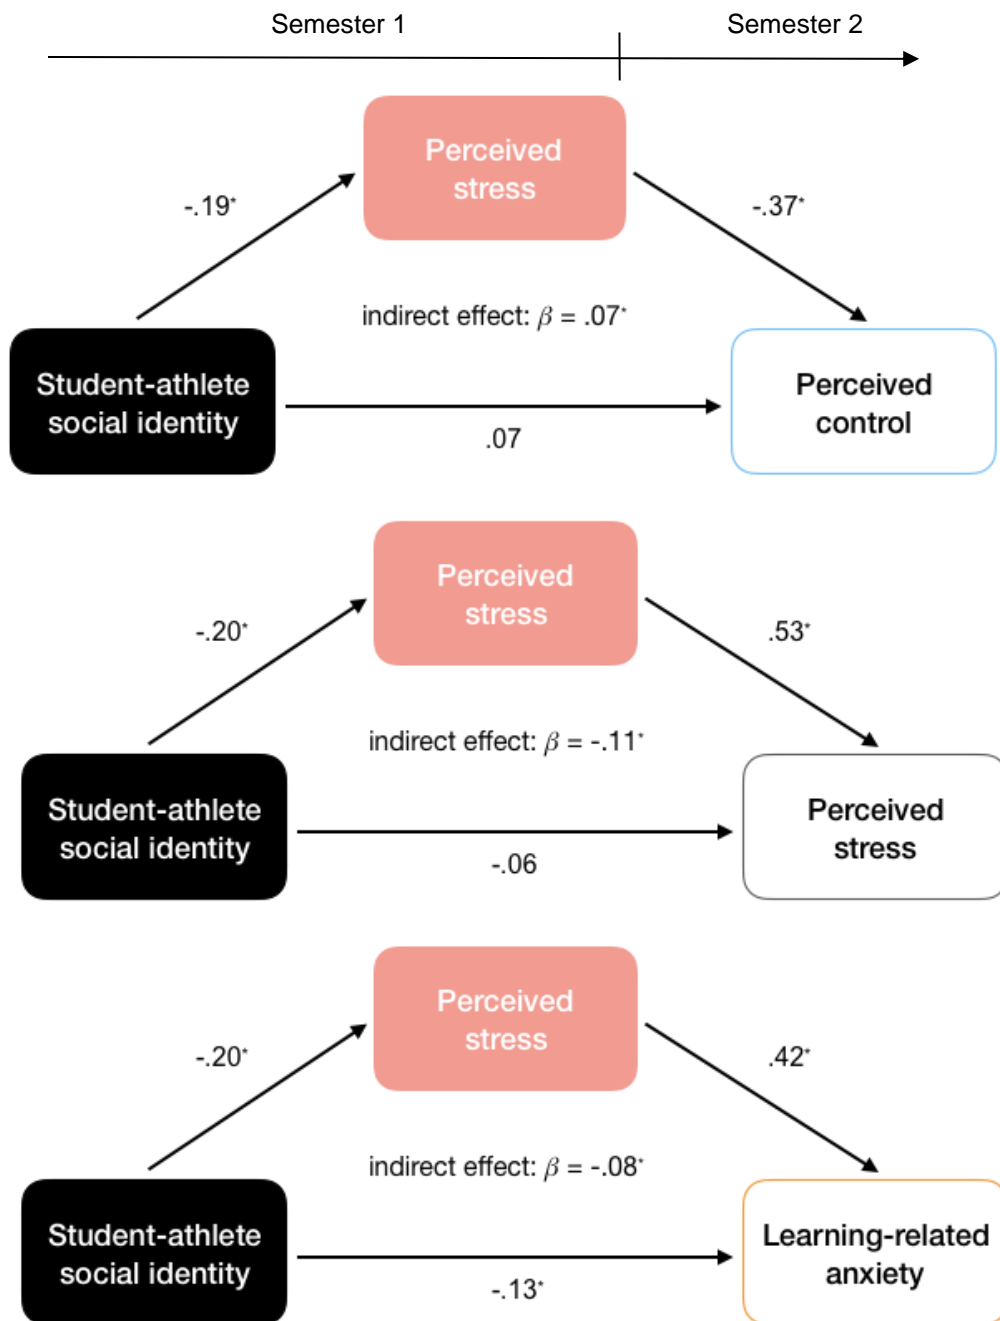 Semester 1
Semester 2
Perceived
stress
-.19*
-.37*
indirect effect: β = .07*
Student-athlete
social identity
Perceived
control
.07
Perceived
stress
-.20*
.53*
indirect effect: β = -.11*
Student-athlete
social identity
Perceived
stress
-.06
Perceived
stress
-.20*
.42*
indirect effect: β = -.08*
Student-athlete
social identity
Learning-related
anxiety
-.13*